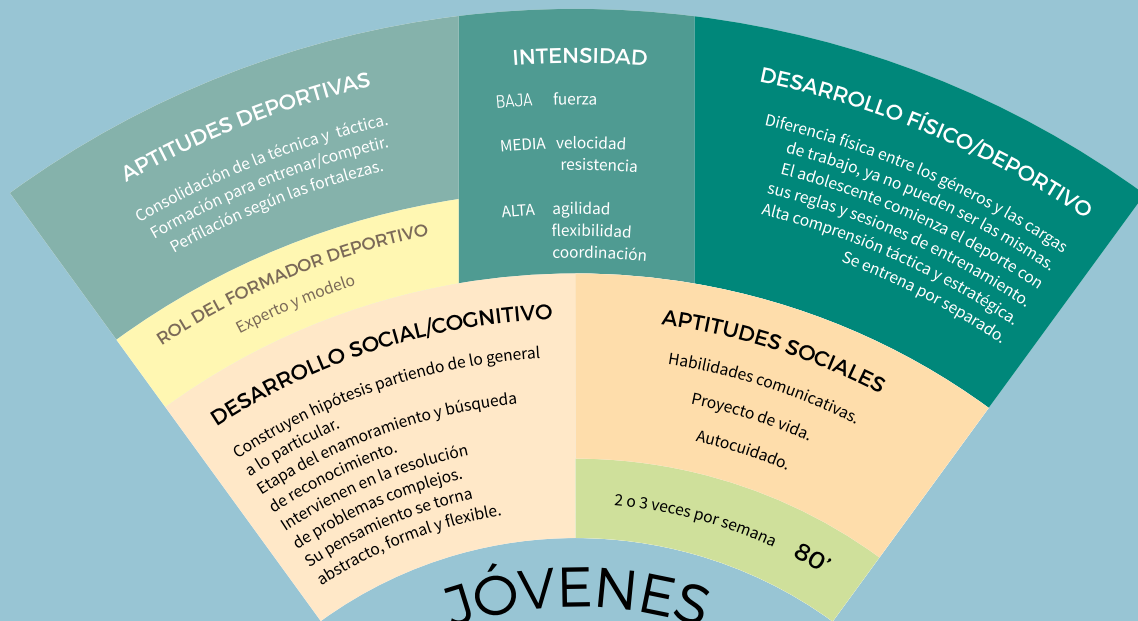 APTITUDES DEPORTIVAS
Consolidación de la técnica y táctica.
Formación para entrenar/competir.
Perfilación según las fortalezas.
ROL DEL FORMADOR DEPORTIVO
Experto y modelo
INTENSIDAD
BAJA fuerza
MEDIA velocidad
resistencia
ALTA agilidad
flexibilidad
coordinación
DESARROLLO FÍSICO/DEPORTIVO
Diferencia física entre los géneros y las cargas
de trabajo, ya no pueden ser las mismas.
El adolescente comienza el deporte con
sus reglas y sesiones de entrenamiento.
Alta comprensión táctica y estratégica.
Se entrena por separado.
DESARROLLO SOCIAL/COGNITIVO
Construyen hipótesis partiendo de lo general
a lo particular.
Etapa del enamoramiento y búsqueda
de reconocimiento.
Intervienen en la resolución
de problemas complejos.
Su pensamiento se torna
abstracto, formal y flexible.
APTITUDES SOCIALES
Habilidades comunicativas.
Proyecto de vida.
Autocuidado.
2 o 3 veces por semana 80’
JÓVENES